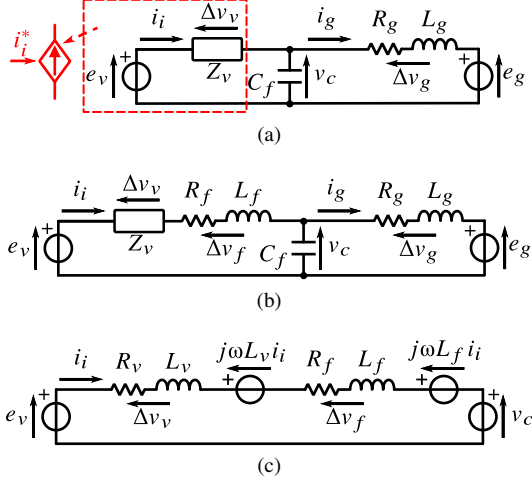 i_i^* i_i Δv_v i_g R_g L_g
e_v + Z_v C_f v_c Δv_g + e_g
(a)
i_i Δv_v R_f L_f i_g R_g L_g
e_v + Z_v Δv_f C_f v_c Δv_g + e_g
(b)
i_i R_v L_v jωL_v i_i R_f L_f jωL_f i_i
e_v + Δv_v + Δv_f + + v_c
(c)